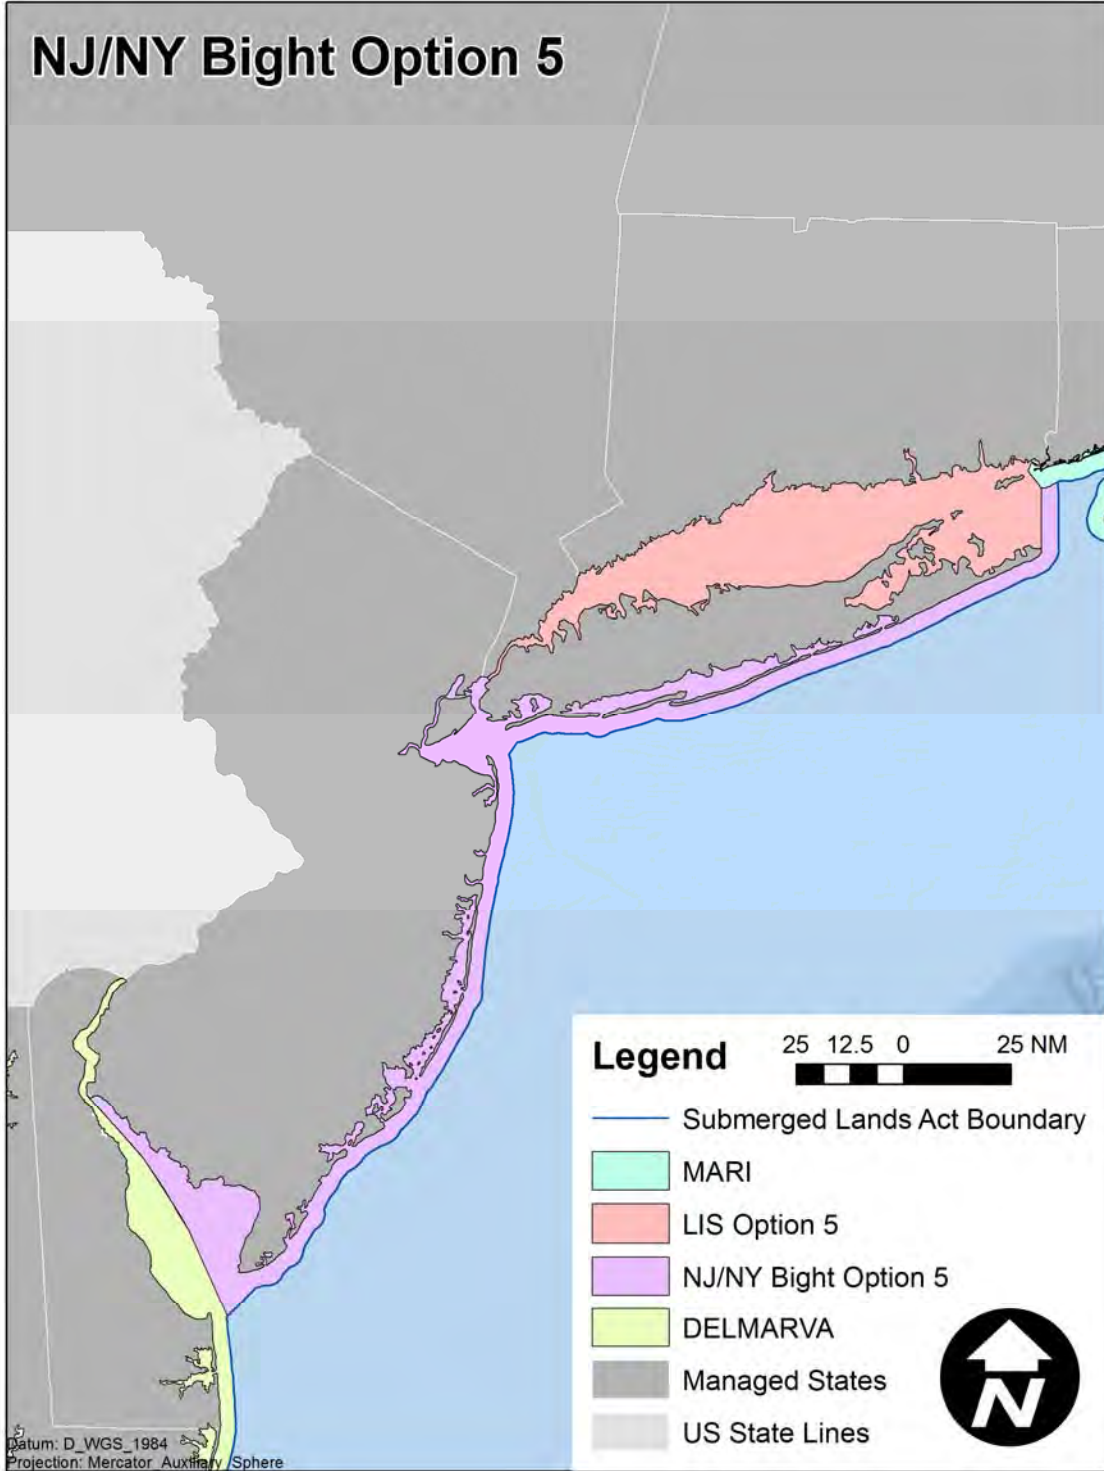 NJ/NY Bight Option 5
Legend
25 12.5 0 25 NM
Submerged Lands Act Boundary
MARI
LIS Option 5
NJ/NY Bight Option 5
DELMARVA
Managed States
US State Lines
N
Datum: D_WGS_1984
Projection: Mercator_Auxiliary_Sphere